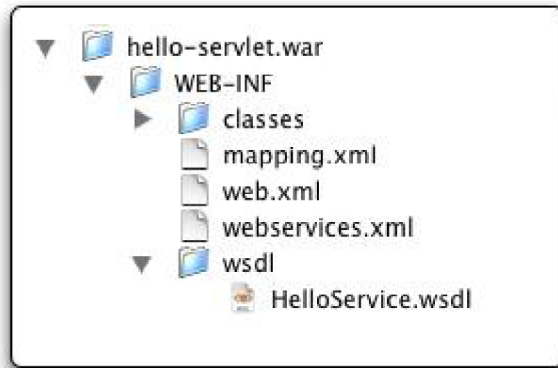 hello-servlet.war
WEB-INF
classes
mapping.xml
web.xml
webservices.xml
wsdl
HelloService.wsdl